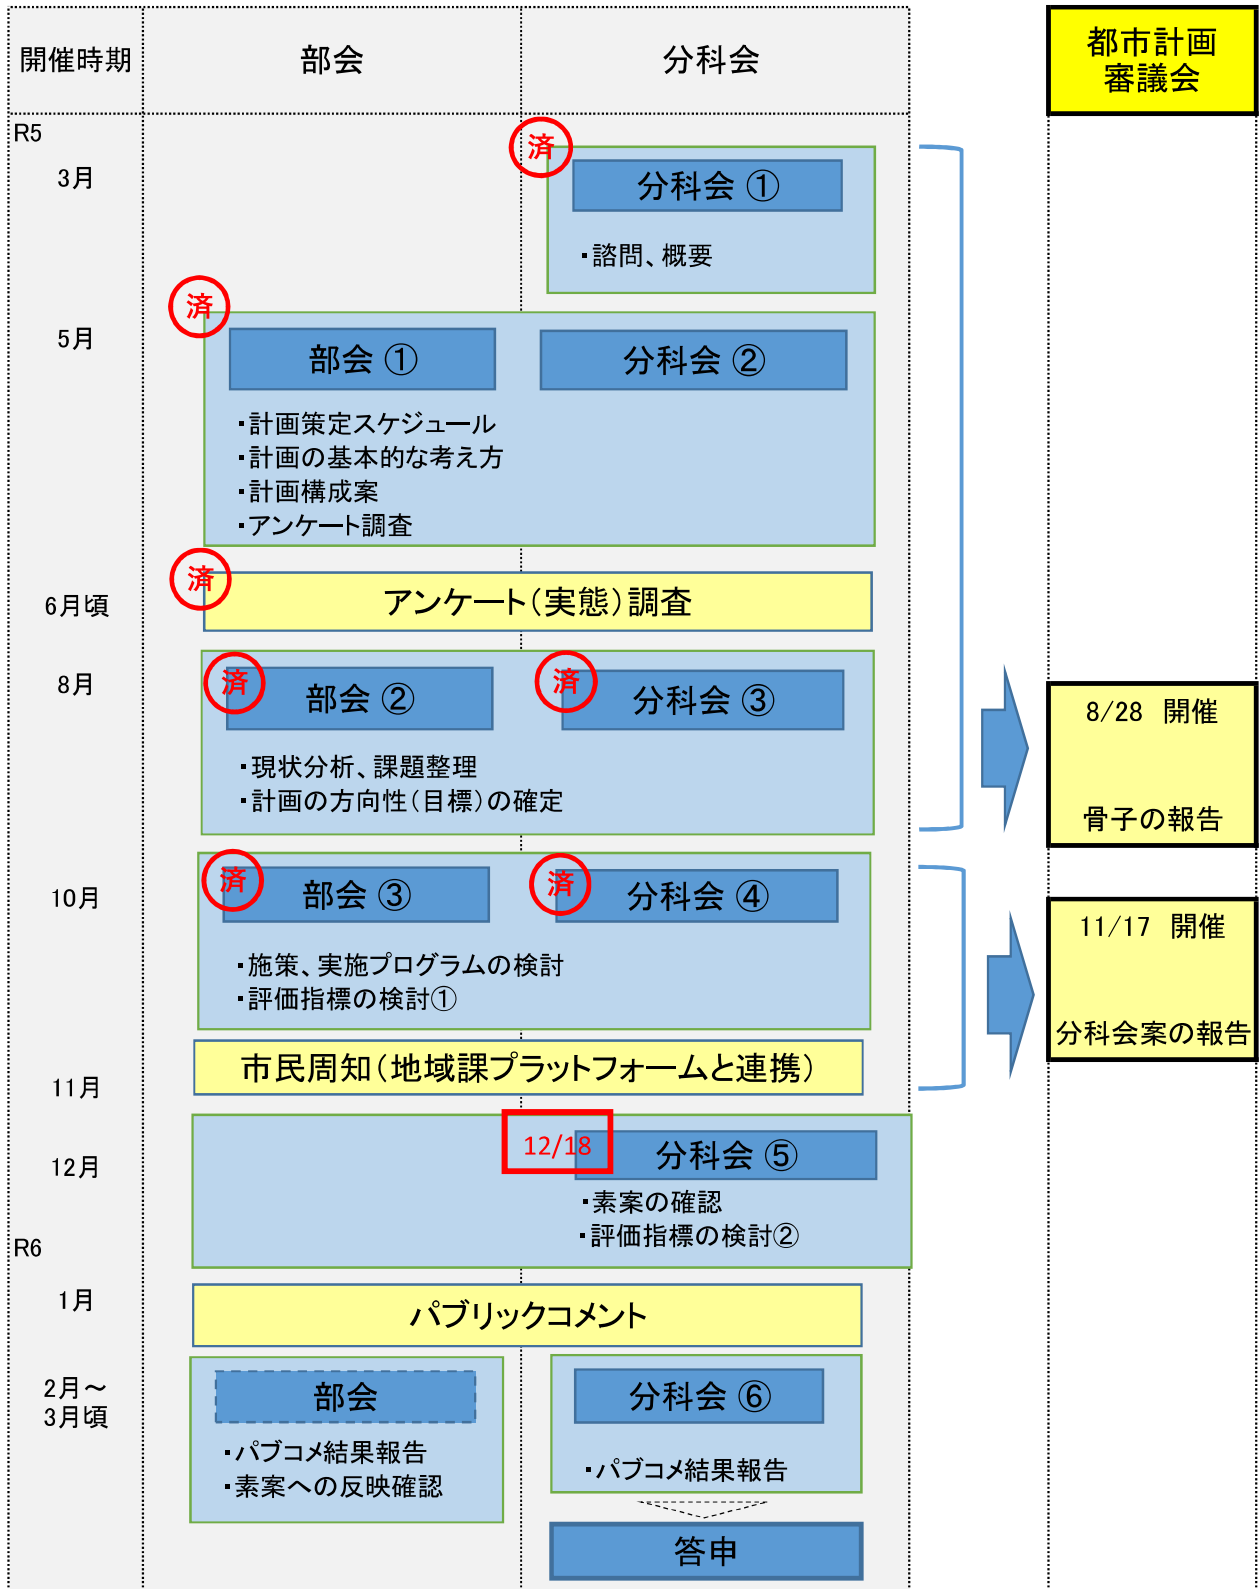 開催時期
部会
分科会
都市計画
審議会
R5
3月
済
分科会 ①
・諮問、概要
5月
済
部会 ①
分科会 ②
・計画策定スケジュール
・計画の基本的な考え方
・計画構成案
・アンケート調査
6月頃
済
アンケート（実態）調査
8月
済
部会 ②
済
分科会 ③
・現状分析、課題整理
・計画の方向性（目標）の確定
8/28 開催
骨子の報告
10月
済
部会 ③
済
分科会 ④
・施策、実施プログラムの検討
・評価指標の検討①
11/17 開催
分科会案の報告
11月
市民周知（地域課プラットフォームと連携）
12月
12/18
分科会 ⑤
・素案の確認
・評価指標の検討②
R6
1月
パブリックコメント
2月～
3月頃
部会
・パブコメ結果報告
・素案への反映確認
分科会 ⑥
・パブコメ結果報告
答申